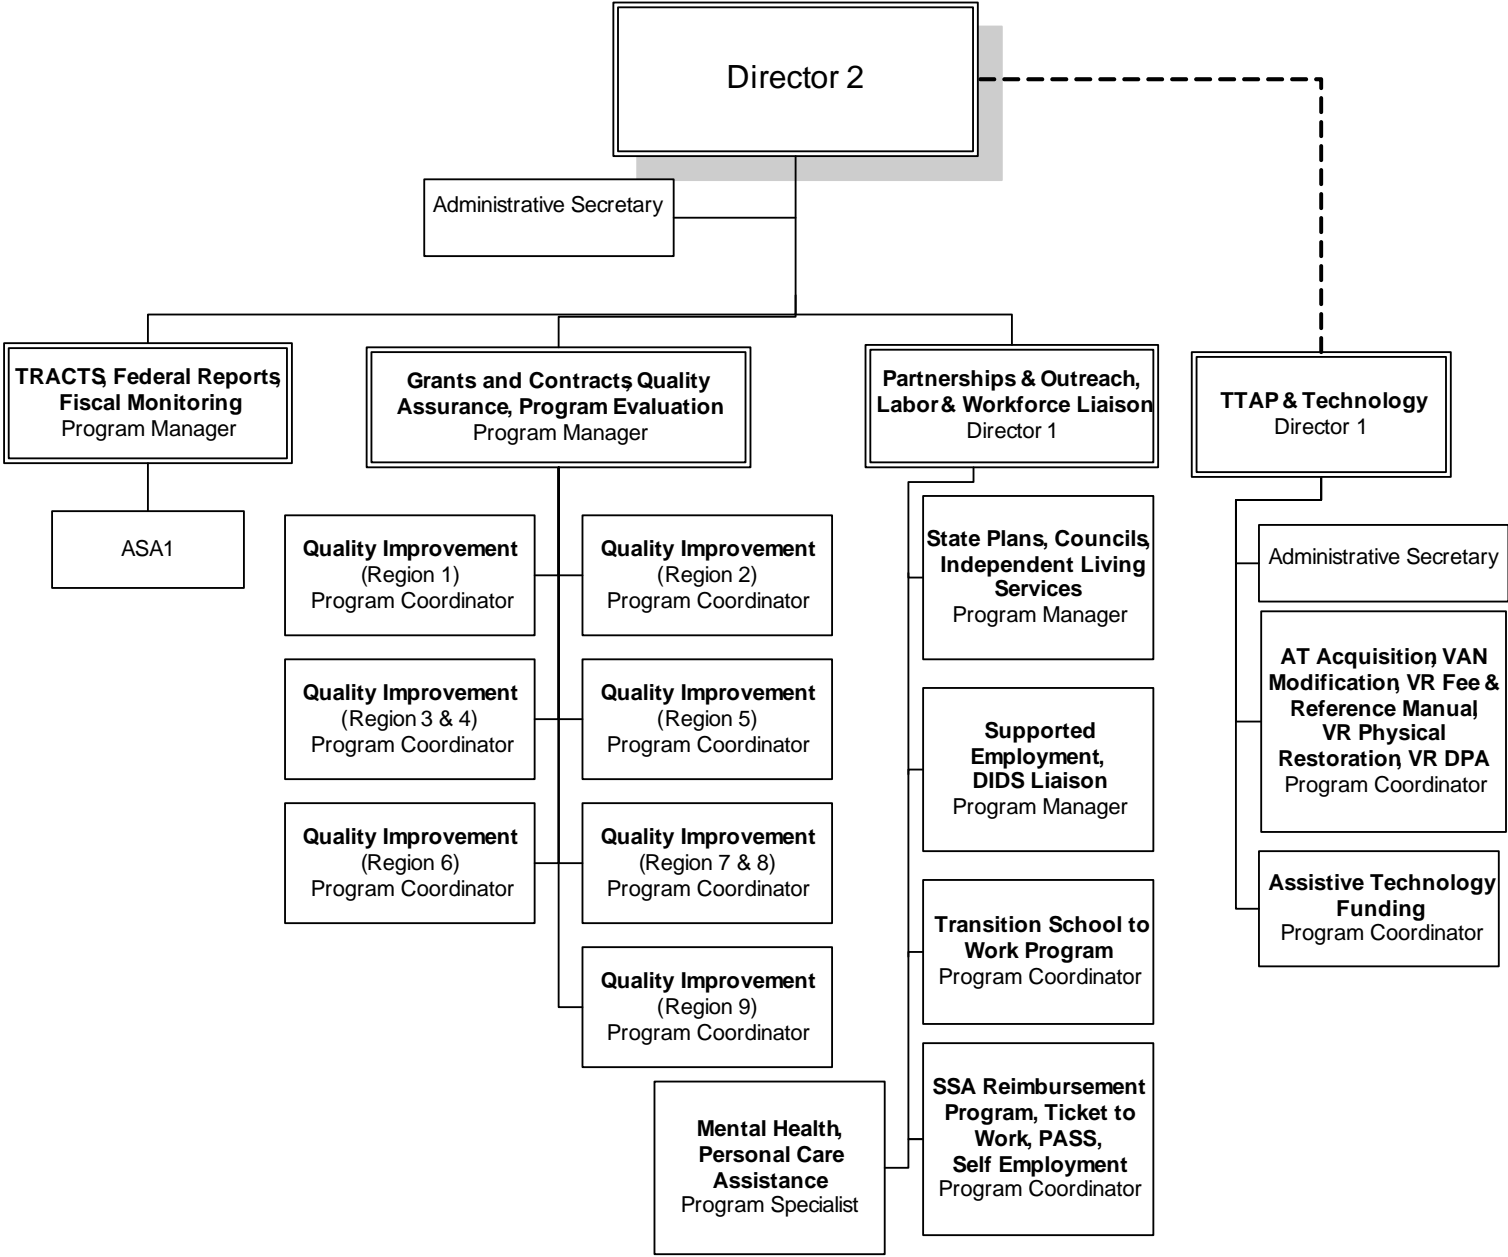 Director 2
Administrative Secretary
TRACTS, Federal Reports,
Fiscal Monitoring
Program Manager
ASA1
Grants and Contracts, Quality
Assurance, Program Evaluation
Program Manager
Quality Improvement
(Region 1)
Program Coordinator
Quality Improvement
(Region 2)
Program Coordinator
Quality Improvement
(Region 3 & 4)
Program Coordinator
Quality Improvement
(Region 5)
Program Coordinator
Quality Improvement
(Region 6)
Program Coordinator
Quality Improvement
(Region 7 & 8)
Program Coordinator
Quality Improvement
(Region 9)
Program Coordinator
Partnerships & Outreach,
Labor & Workforce Liaison
Director 1
State Plans, Councils,
Independent Living
Services
Program Manager
Supported
Employment,
DIDS Liaison
Program Manager
Transition School to
Work Program
Program Coordinator
SSA Reimbursement
Program, Ticket to
Work, PASS,
Self Employment
Program Coordinator
Mental Health,
Personal Care
Assistance
Program Specialist
TTAP & Technology
Director 1
Administrative Secretary
AT Acquisition, VAN
Modification, VR Fee &
Reference Manual,
VR Physical
Restoration, VR DPA
Program Coordinator
Assistive Technology
Funding
Program Coordinator